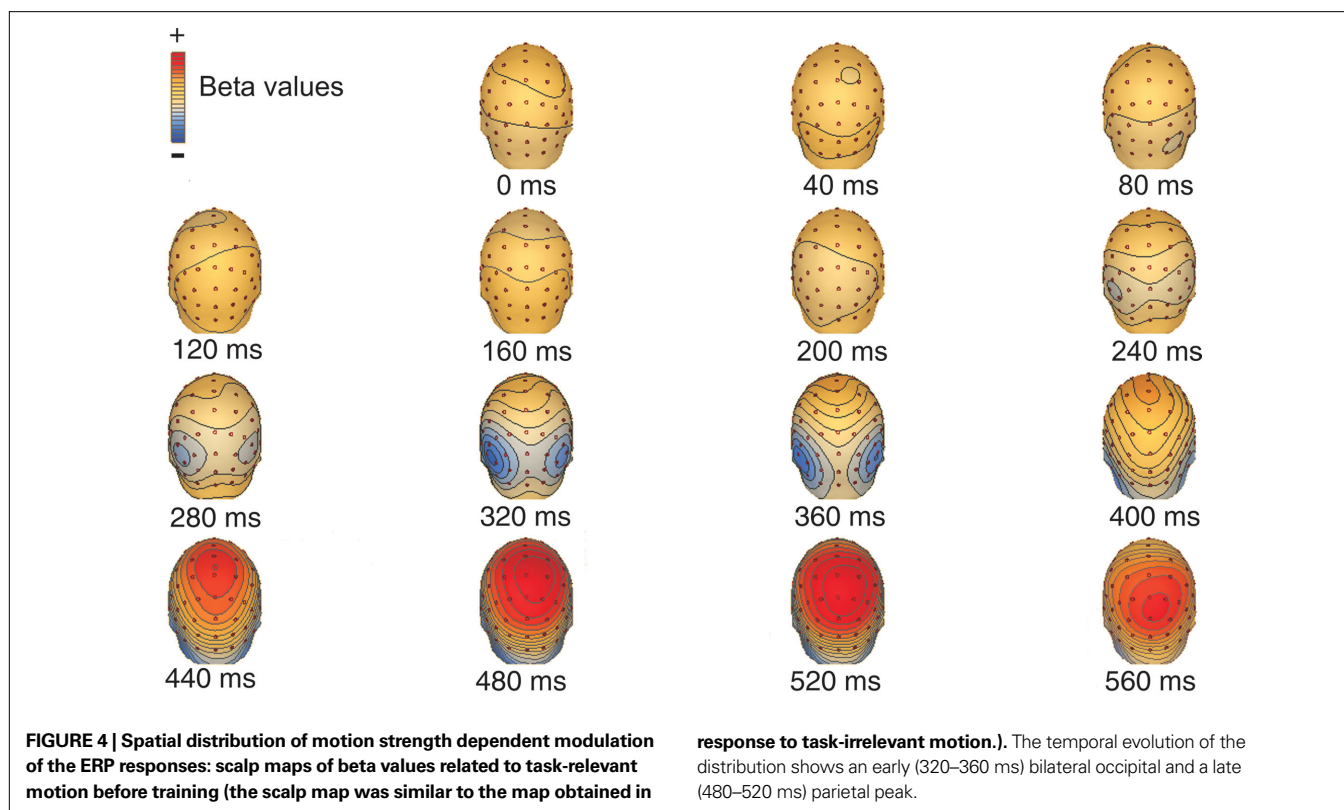 +
Beta values
-
0 ms
40 ms
80 ms
120 ms
160 ms
200 ms
240 ms
280 ms
320 ms
360 ms
400 ms
440 ms
480 ms
520 ms
560 ms
FIGURE 4 | Spatial distribution of motion strength dependent modulation
of the ERP responses: scalp maps of beta values related to task-relevant
motion before training (the scalp map was similar to the map obtained in
response to task-irrelevant motion.). The temporal evolution of the
distribution shows an early (320–360 ms) bilateral occipital and a late
(480–520 ms) parietal peak.